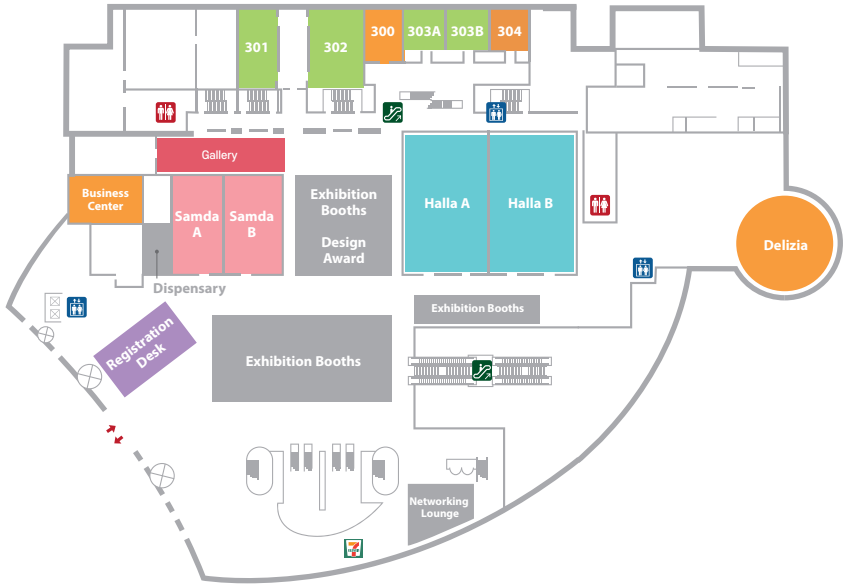 301
302
300
303A
303B
304
Gallery
Business
Center
Samda
A
Samda
B
Exhibition
Booths
Design
Award
Halla A
Halla B
Delizia
Dispensary
Exhibition Booths
Registration
Desk
Exhibition Booths
Networking
Lounge
7